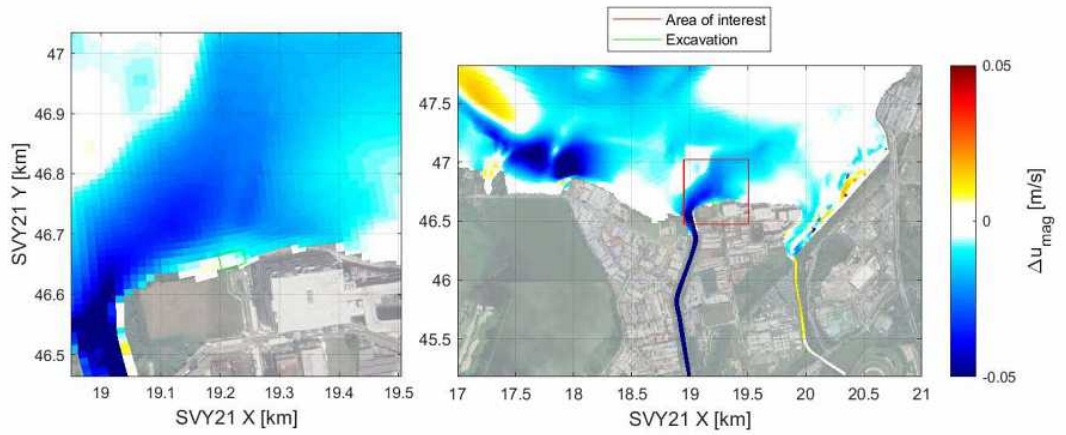 Area of interest
Excavation
47
46.9
46.8
46.7
46.6
46.5
19 19.1 19.2 19.3 19.4 19.5
SVY21 X [km]
SVY21 Y [km]
47.5
47
46.5
46
45.5
17 17.5 18 18.5 19 19.5 20 20.5 21
SVY21 X [km]
0.05
0
-0.05
Δu_mag [m/s]